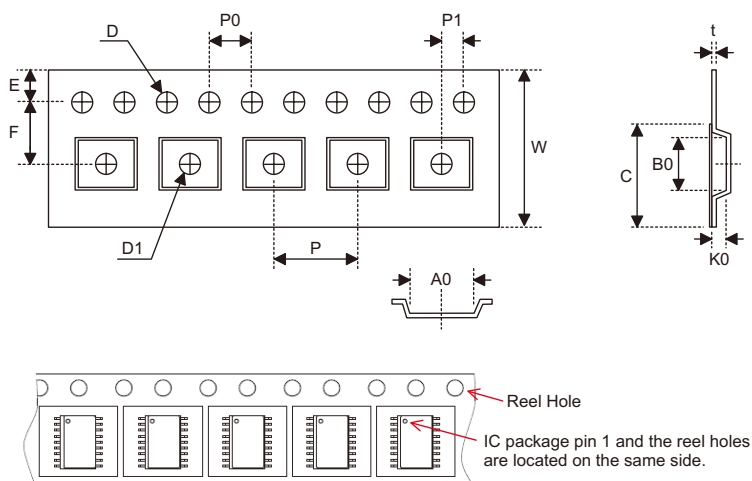 D
P0
P1
t
E
F
W
C
B0
D1
P
K0
A0
Reel Hole
IC package pin 1 and the reel holes
are located on the same side.